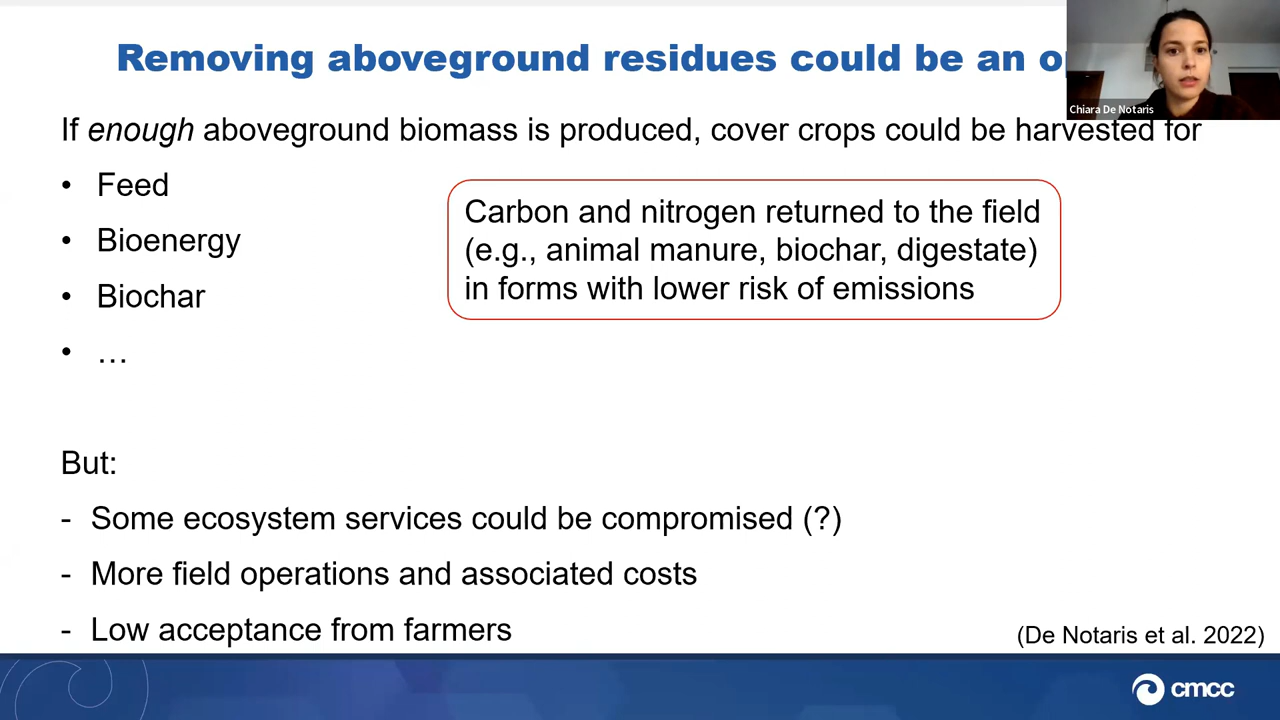 Removing aboveground residues could be an
Chiara De Notaris
If enough aboveground biomass is produced, cover crops could be harvested for
• Feed
• Bioenergy
• Biochar
• …
Carbon and nitrogen returned to the field
(e.g., animal manure, biochar, digestate)
in forms with lower risk of emissions
But:
- Some ecosystem services could be compromised (?)
- More field operations and associated costs
- Low acceptance from farmers
(De Notaris et al. 2022)
cmcc